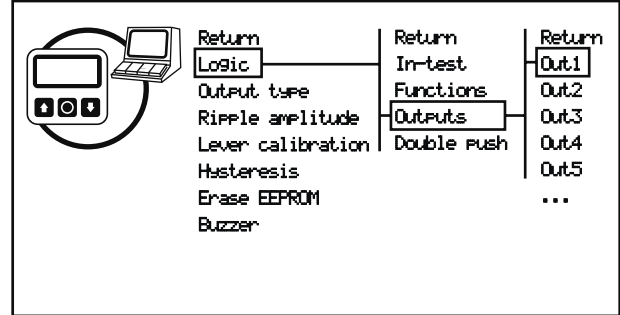 Return
Logic
Output type
Ripple amplitude
Lever calibration
Hysteresis
Erase EEPROM
Buzzer
Return
In-test
Functions
Outputs
Double push
Return
Out1
Out2
Out3
Out4
Out5
...